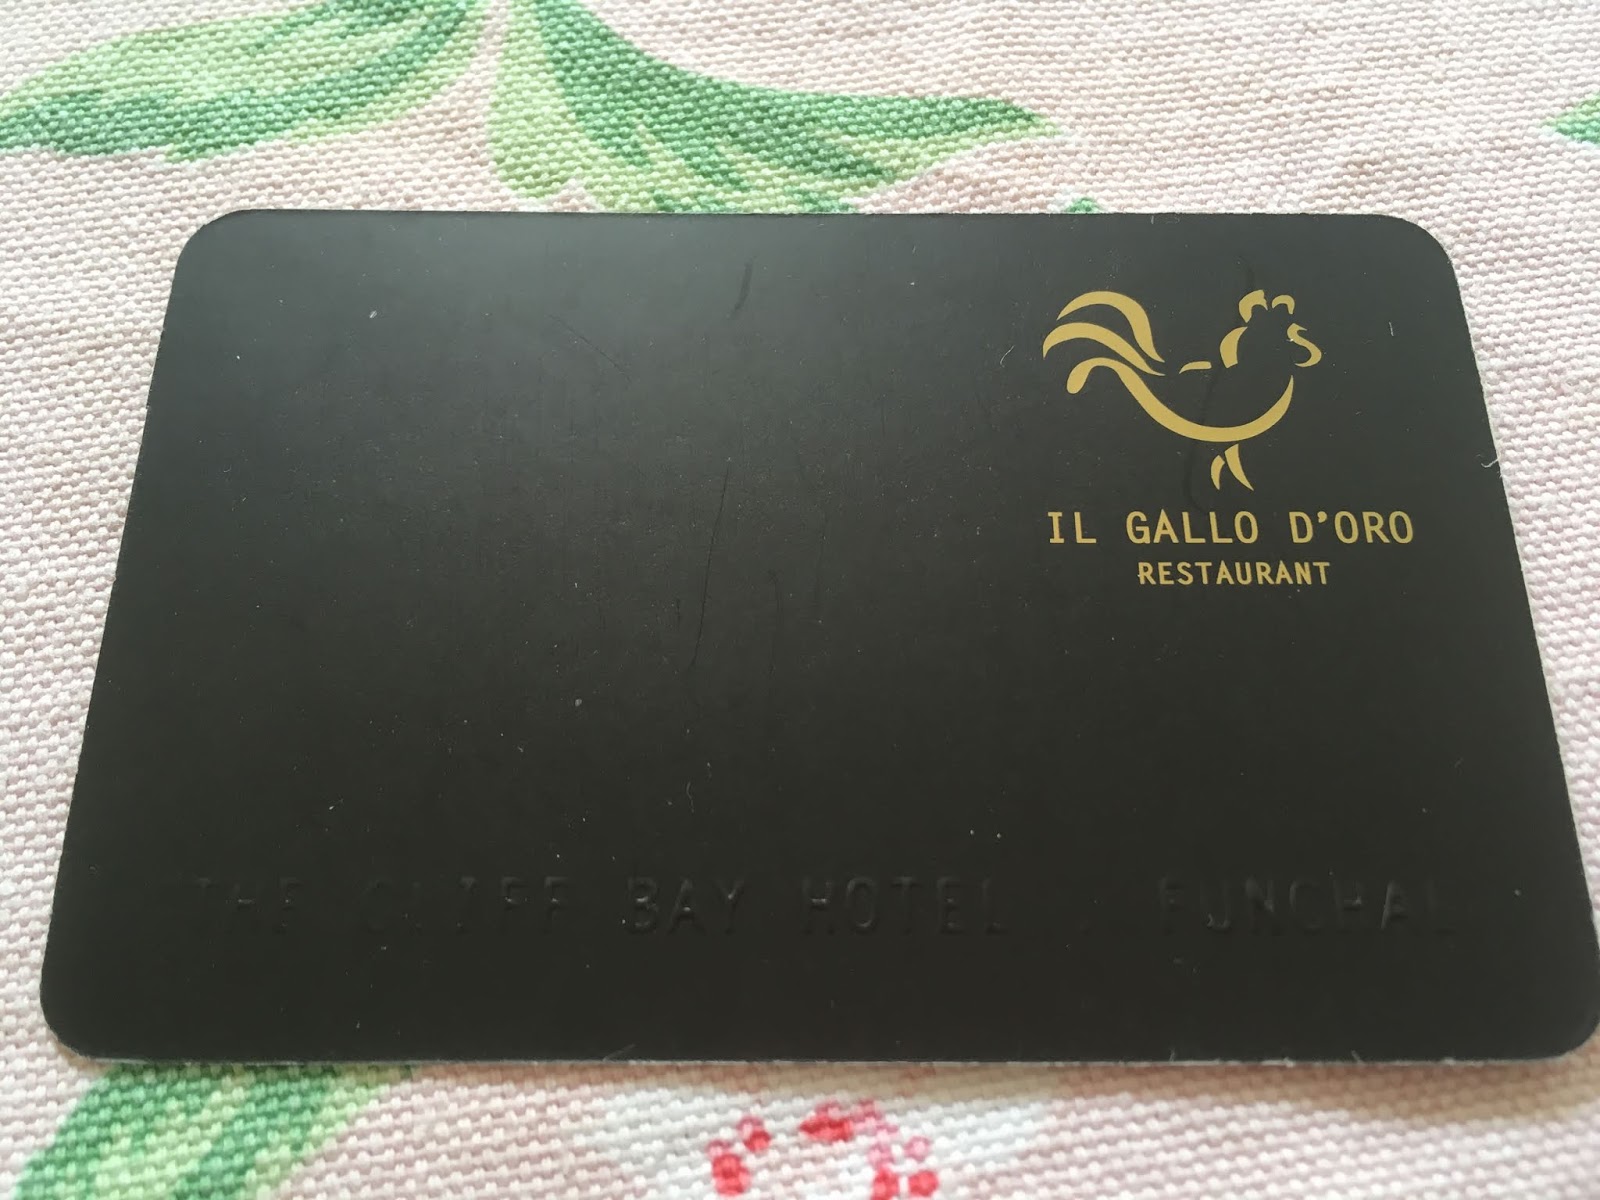 IL GALLO D'ORO
RESTAURANT
THE CLIFF BAY HOTEL . FUNCHAL